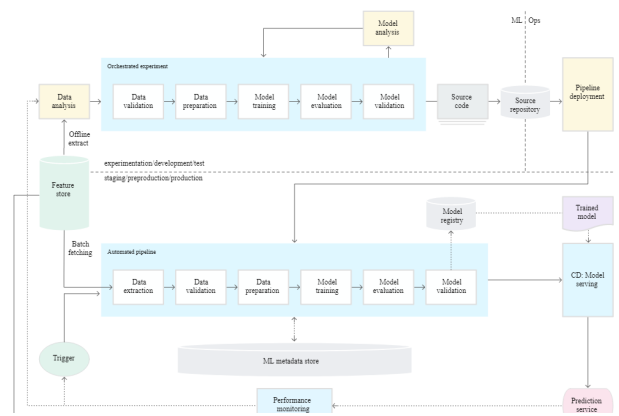 Model
analysis
ML
Ops
Orchestrated experiment
Data
analysis
Data
validation
Data
preparation
Model
training
Model
evaluation
Model
validation
Source
code
Source
repository
Pipeline
deployment
Offline
extract
experimentation/development/test
staging/preproduction/production
Feature
store
Batch
fetching
Model
registry
Trained
model
Automated pipeline
Data
extraction
Data
validation
Data
preparation
Model
training
Model
evaluation
Model
validation
CD: Model
serving
Trigger
ML metadata store
Performance
monitoring
Prediction
service